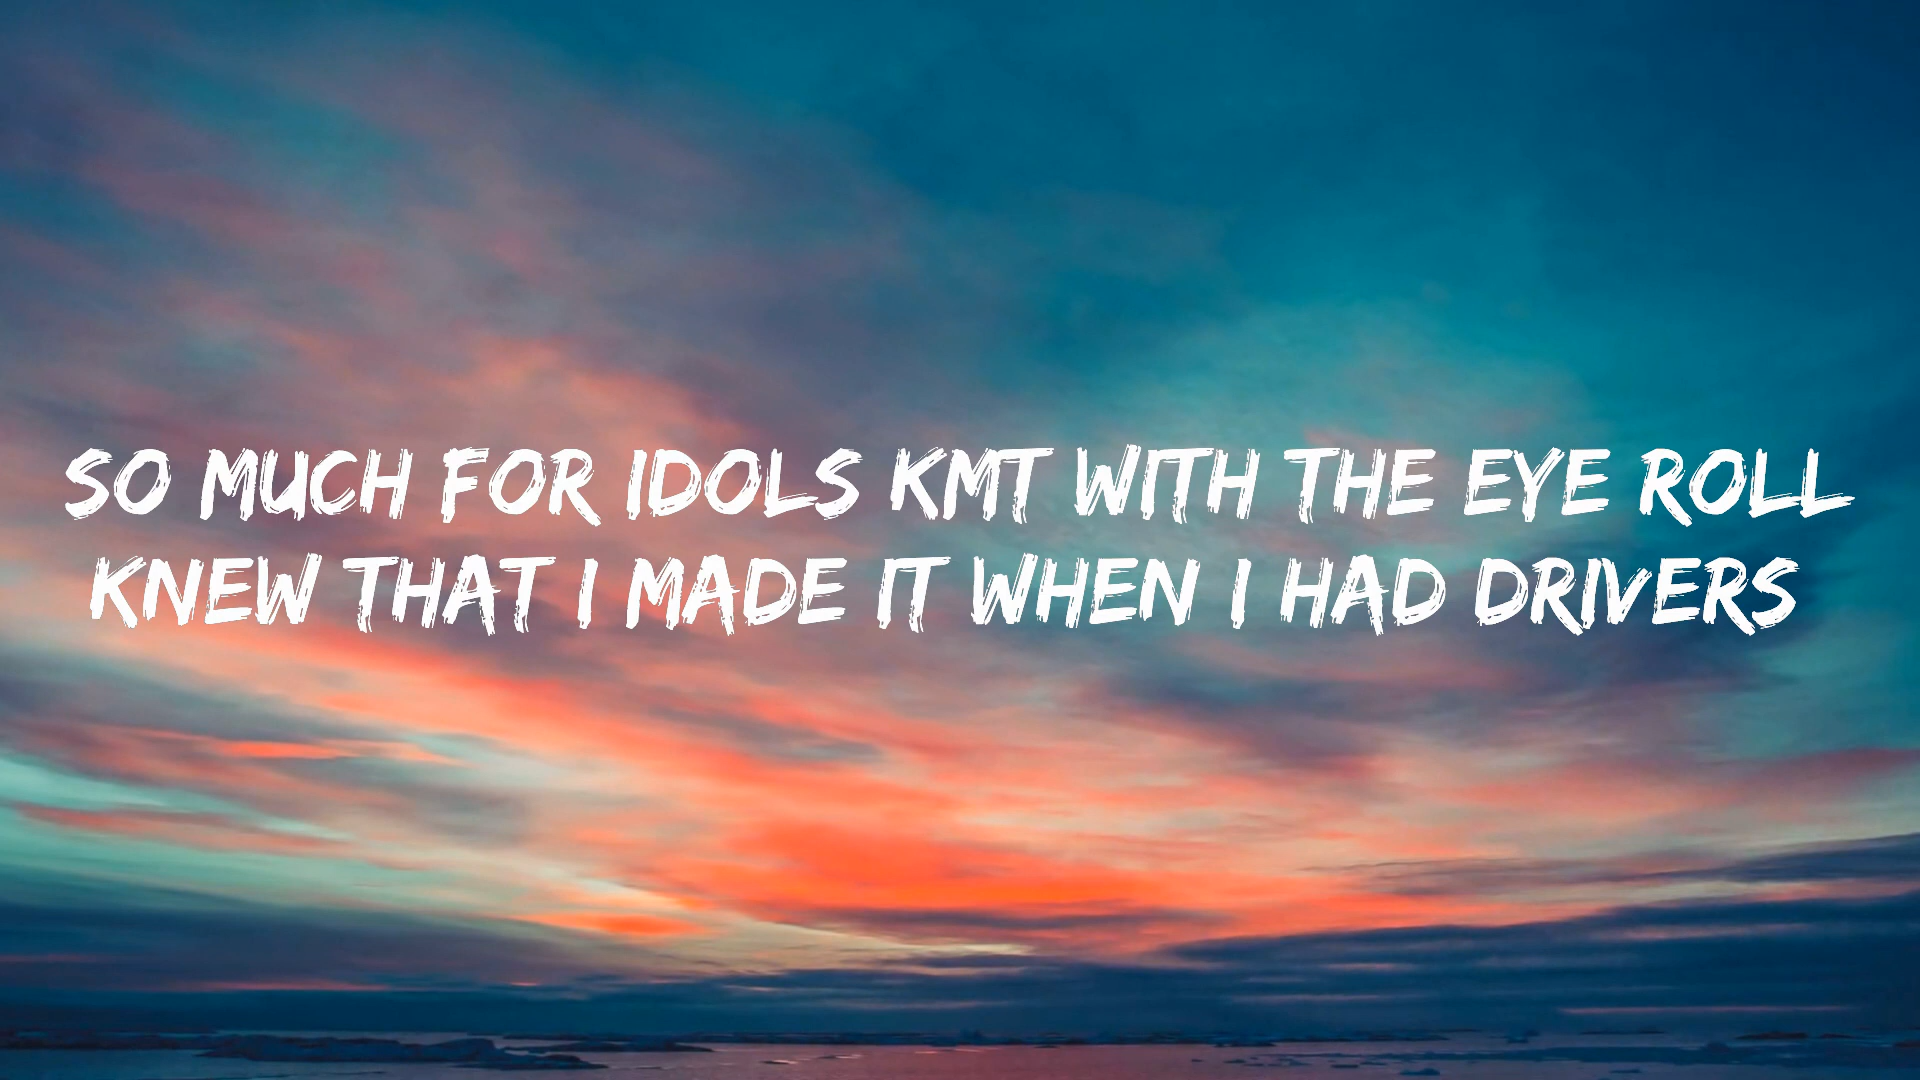 SO MUCH FOR IDOLS KMT WITH THE EYE ROLL
KNEW THAT I MADE IT WHEN I HAD DRIVERS